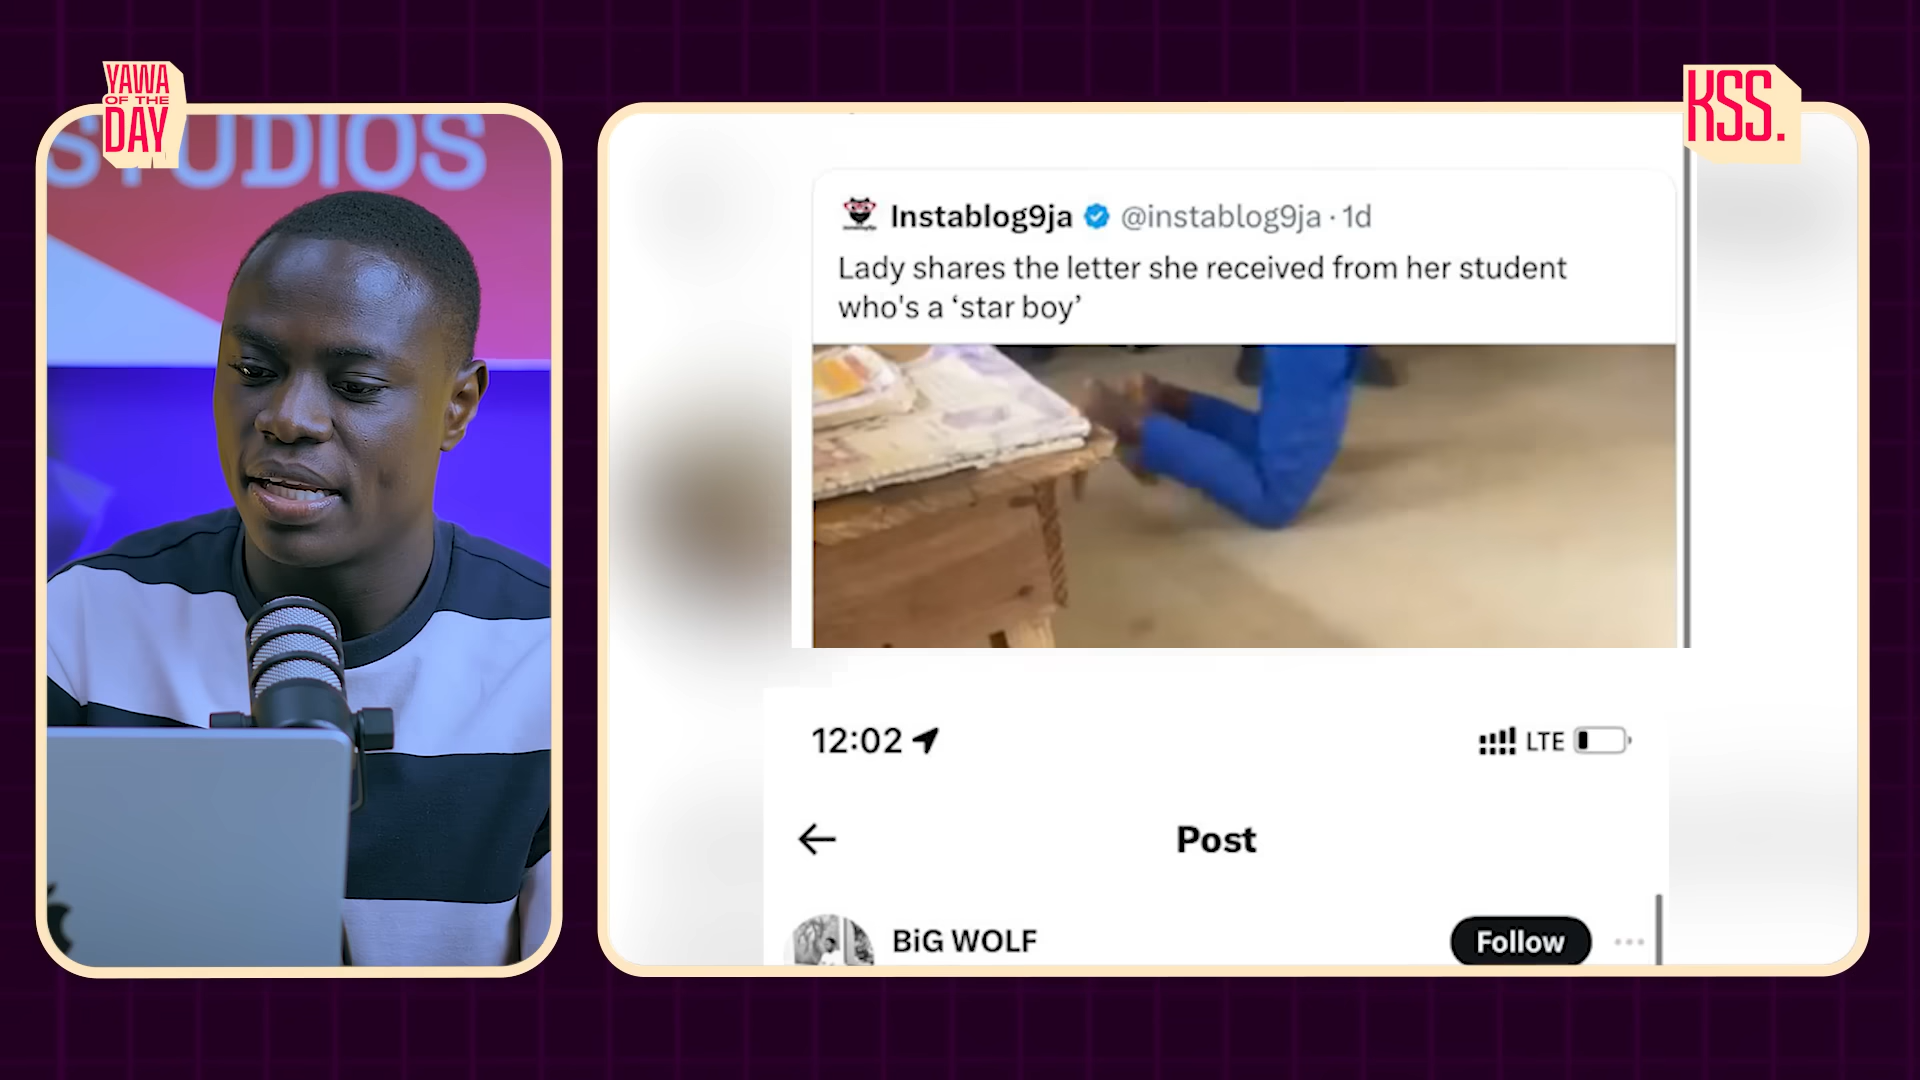 YAWA
OF THE
DAY
STUDIOS
KSS.
Instablog9ja @instablog9ja · 1d
Lady shares the letter she received from her student
who's a ‘star boy’
12:02 LTE
Post
BiG WOLF Follow ...